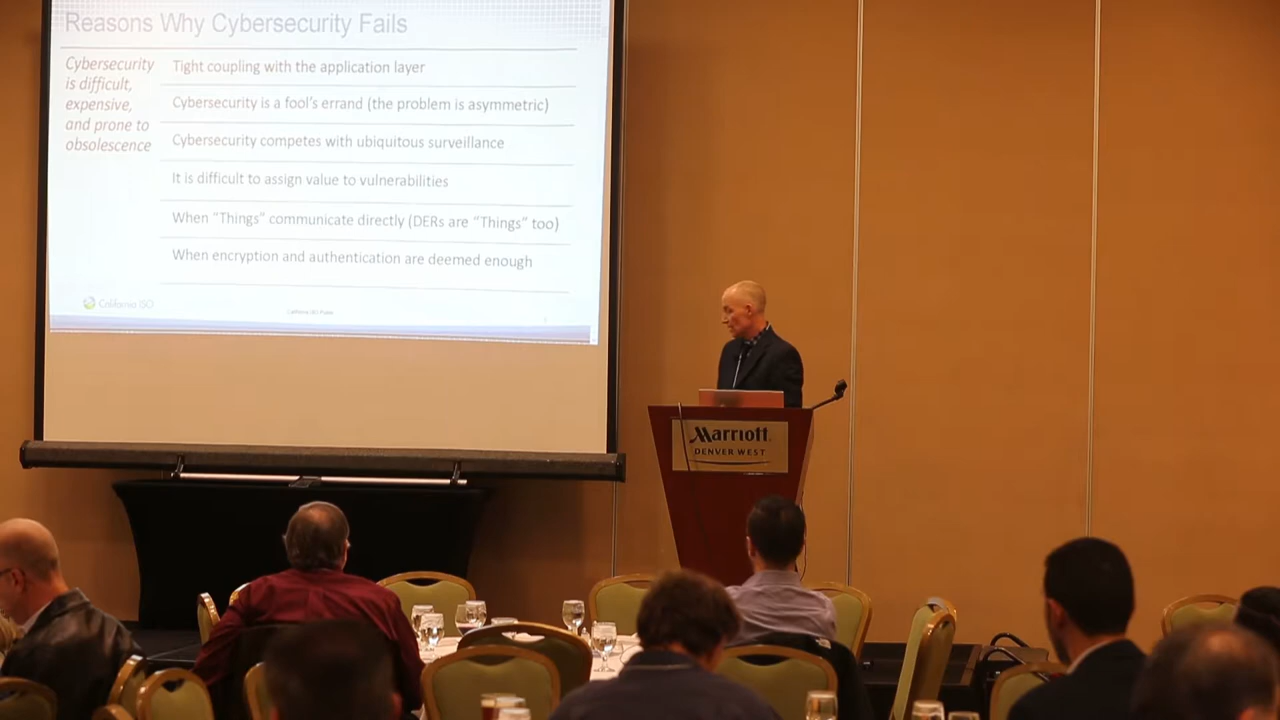 Reasons Why Cybersecurity Fails
Cybersecurity
is difficult,
expensive,
and prone to
obsolescence
Tight coupling with the application layer
Cybersecurity is a fool's errand (the problem is asymmetric)
Cybersecurity competes with ubiquitous surveillance
It is difficult to assign value to vulnerabilities
When "Things" communicate directly (DERs are "Things" too)
When encryption and authentication are deemed enough
California ISO
California ISO Public
Marriott
DENVER WEST